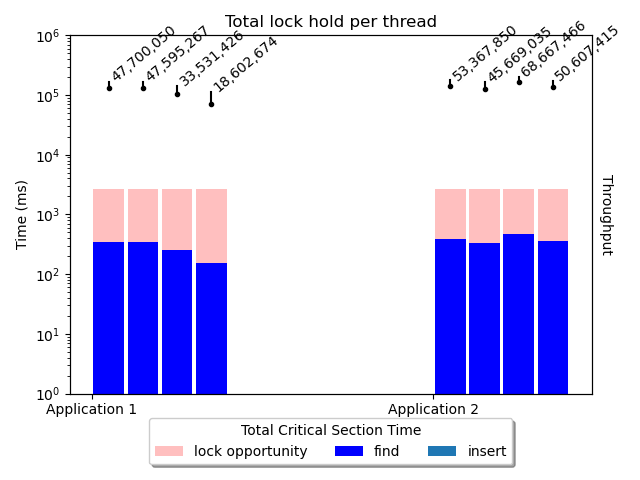 Total lock hold per thread
47,700,050
47,595,267
33,531,426
18,602,674
53,367,850
45,669,035
68,667,466
50,607,415
10^6
10^5
10^4
10^3
10^2
10^1
10^0
Time (ms)
Throughput
Application 1
Application 2
Total Critical Section Time
lock opportunity
find
insert